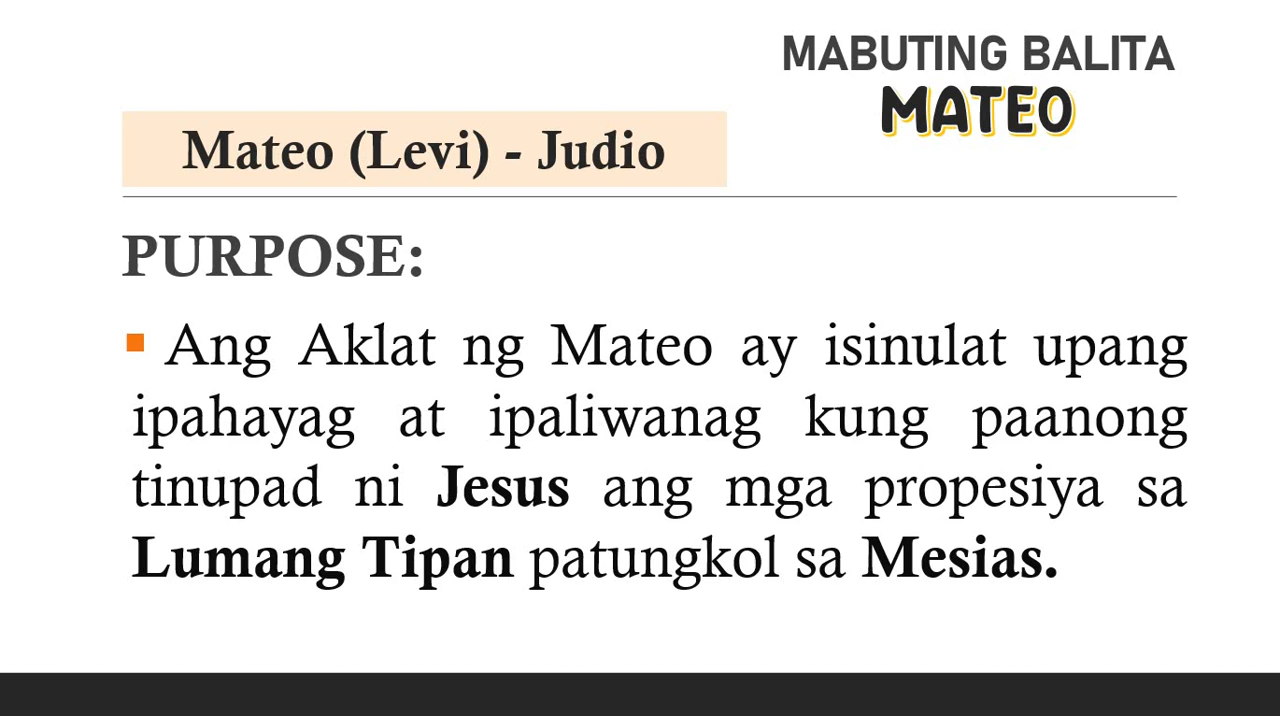 MABUTING BALITA
MATEO
Mateo (Levi) - Judio
PURPOSE:
Ang Aklat ng Mateo ay isinulat upang
ipahayag at ipaliwanag kung paanong
tinupad ni Jesus ang mga propesiya sa
Lumang Tipan patungkol sa Mesias.